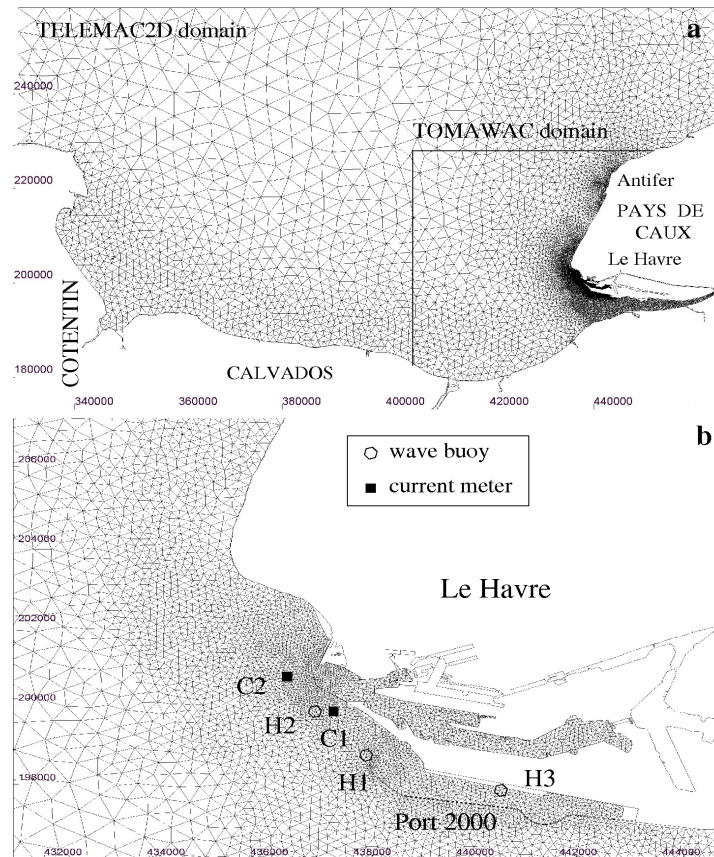 TELEMAC2D domain
a
240000
TOMAWAC domain
220000
Antifer
PAYS DE
CAUX
200000
Le Havre
COTENTIN
180000
CALVADOS
340000 360000 380000 400000 420000 440000
b
206000
wave buoy
current meter
204000
Le Havre
202000
C2
200000
H2
C1
H1
H3
198000
Port 2000
432000 434000 436000 438000 440000 442000 444000